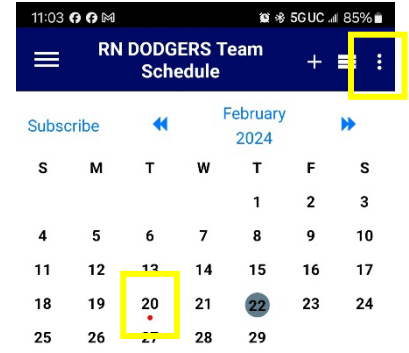 11:03 5G UC 85%
RN DODGERS Team
Schedule
Subscribe February
2024
S M T W T F S
1 2 3
4 5 6 7 8 9 10
11 12 13 14 15 16 17
18 19 20 21 22 23 24
25 26 27 28 29